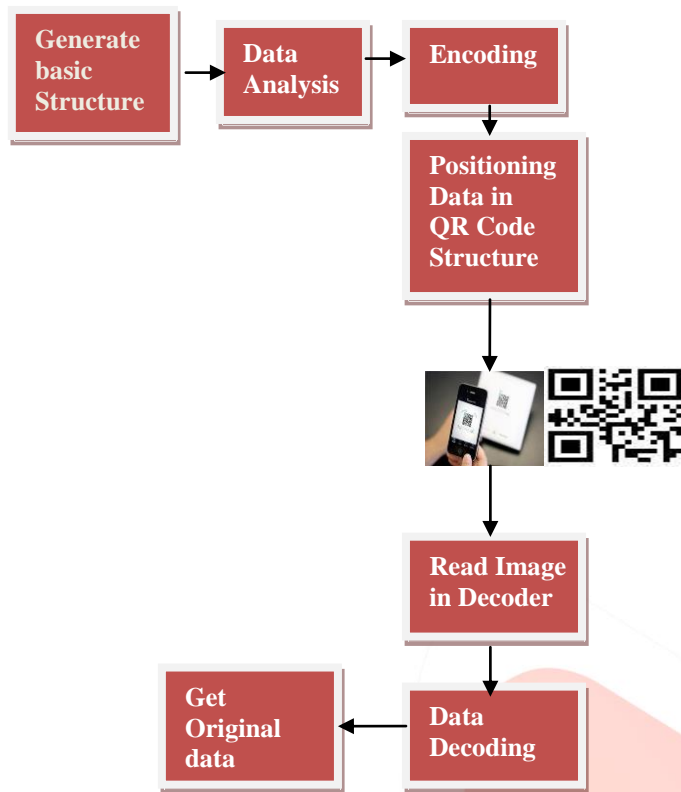 Generate
basic
Structure
Data
Analysis
Encoding
Positioning
Data in
QR Code
Structure
Read Image
in Decoder
Data
Decoding
Get
Original
data